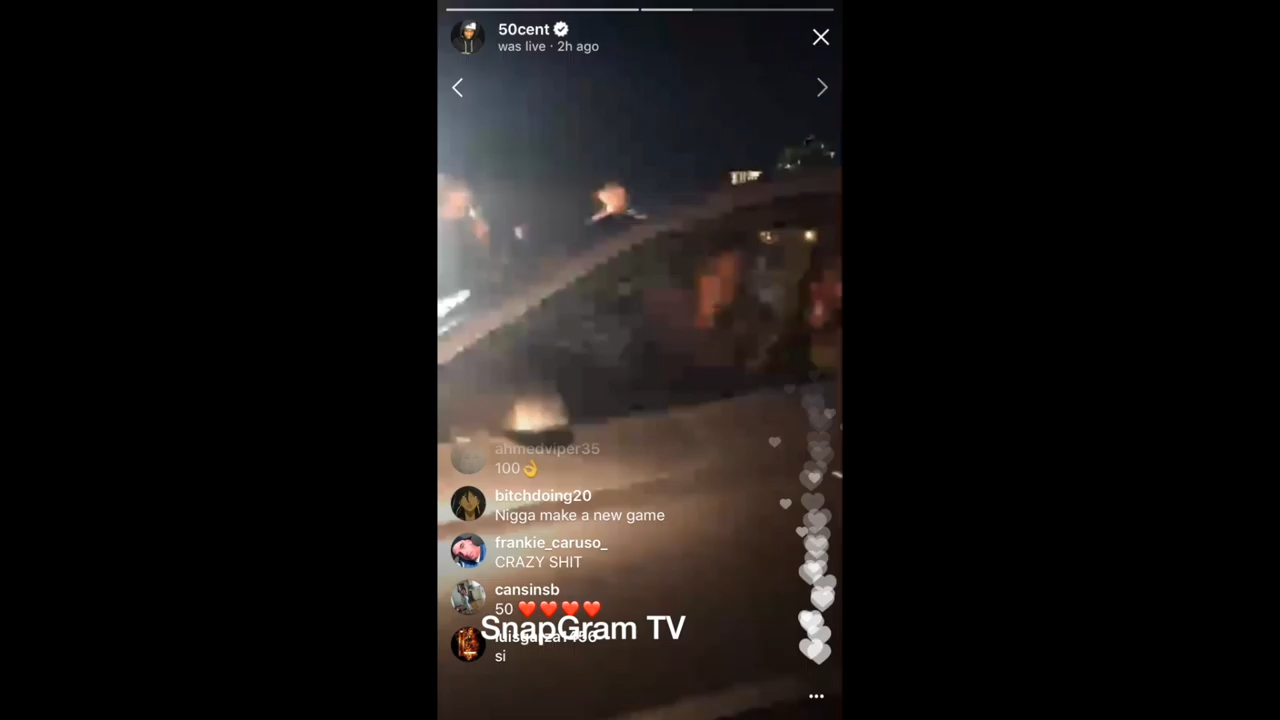 50cent
was live · 2h ago
ahmedviper35
100👌
bitchdoing20
Nigga make a new game
frankie_caruso_
CRAZY SHIT
cansinsb
50 ❤️❤️❤️❤️
SnapGram TV
si